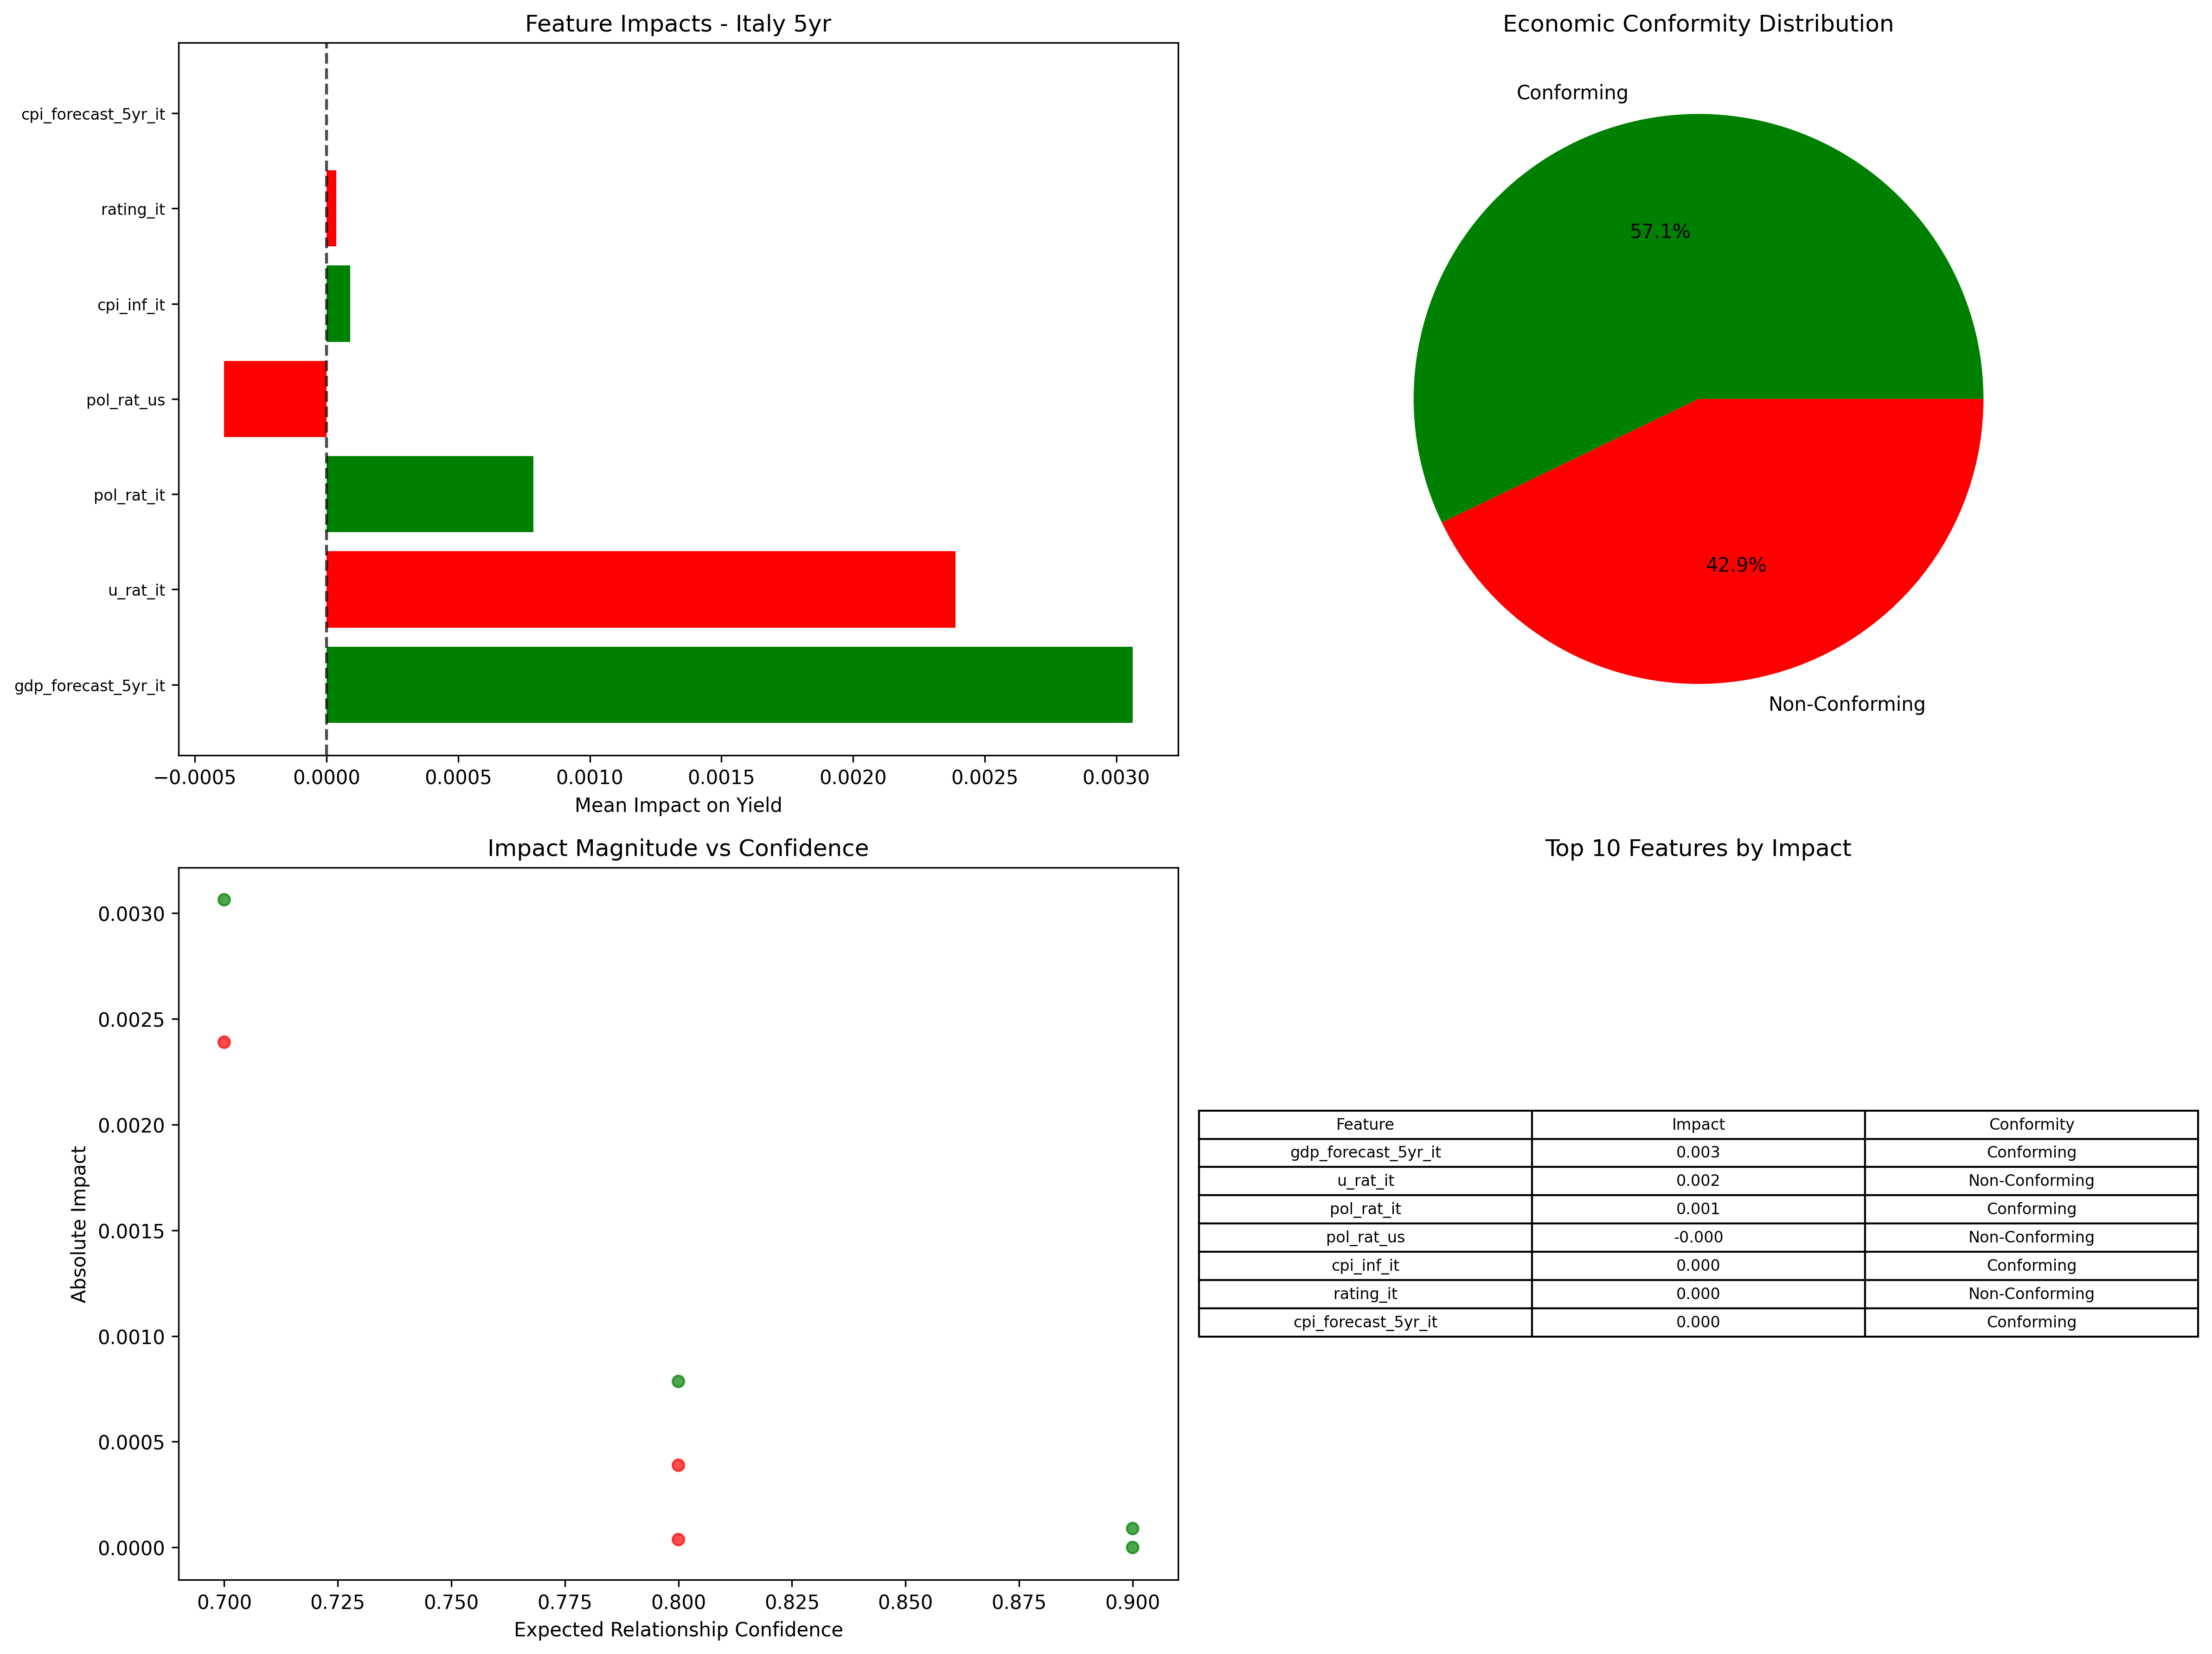 Feature Impacts - Italy 5yr
cpi_forecast_5yr_it
rating_it
cpi_inf_it
pol_rat_us
pol_rat_it
u_rat_it
gdp_forecast_5yr_it
−0.0005 0.0000 0.0005 0.0010 0.0015 0.0020 0.0025 0.0030
Mean Impact on Yield
Economic Conformity Distribution
Conforming
57.1%
42.9%
Non-Conforming
Impact Magnitude vs Confidence
Absolute Impact
0.0030
0.0025
0.0020
0.0015
0.0010
0.0005
0.0000
0.700 0.725 0.750 0.775 0.800 0.825 0.850 0.875 0.900
Expected Relationship Confidence
Top 10 Features by Impact
Feature Impact Conformity
gdp_forecast_5yr_it 0.003 Conforming
u_rat_it 0.002 Non-Conforming
pol_rat_it 0.001 Conforming
pol_rat_us -0.000 Non-Conforming
cpi_inf_it 0.000 Conforming
rating_it 0.000 Non-Conforming
cpi_forecast_5yr_it 0.000 Conforming